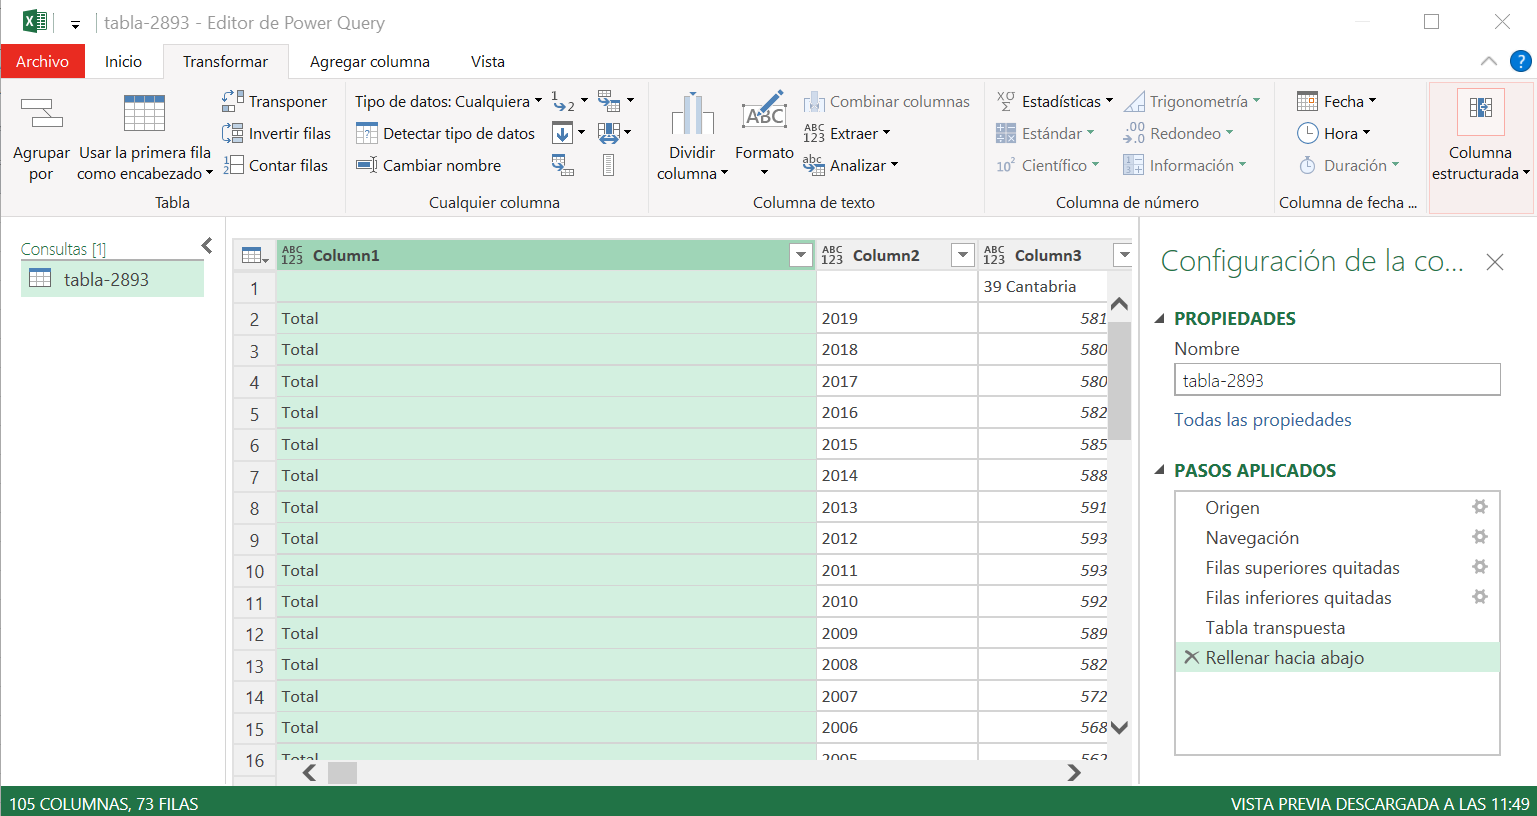 tabla-2893 - Editor de Power Query
Archivo Inicio Transformar Agregar columna Vista
Agrupar por
Usar la primera fila como encabezado
Transponer
Invertir filas
Contar filas
Tabla
Tipo de datos: Cualquiera
Detectar tipo de datos
Cambiar nombre
Cualquier columna
Dividir columna
Formato
Combinar columnas
Extraer
Analizar
Columna de texto
Estadísticas
Estándar
Científico
Trigonometría
Redondeo
Información
Columna de número
Fecha
Hora
Duración
Columna de fecha ...
Columna estructurada
Consultas [1]
tabla-2893
ABC 123 Column1 ABC 123 Column2 ABC 123 Column3
1 39 Cantabria
2 Total 2019 581
3 Total 2018 580
4 Total 2017 580
5 Total 2016 582
6 Total 2015 585
7 Total 2014 588
8 Total 2013 591
9 Total 2012 593
10 Total 2011 593
11 Total 2010 592
12 Total 2009 589
13 Total 2008 582
14 Total 2007 572
15 Total 2006 568
16 Total 2005 562
Configuración de la co...
PROPIEDADES
Nombre
tabla-2893
Todas las propiedades
PASOS APLICADOS
Origen
Navegación
Filas superiores quitadas
Filas inferiores quitadas
Tabla transpuesta
Rellenar hacia abajo
105 COLUMNAS, 73 FILAS
VISTA PREVIA DESCARGADA A LAS 11:49